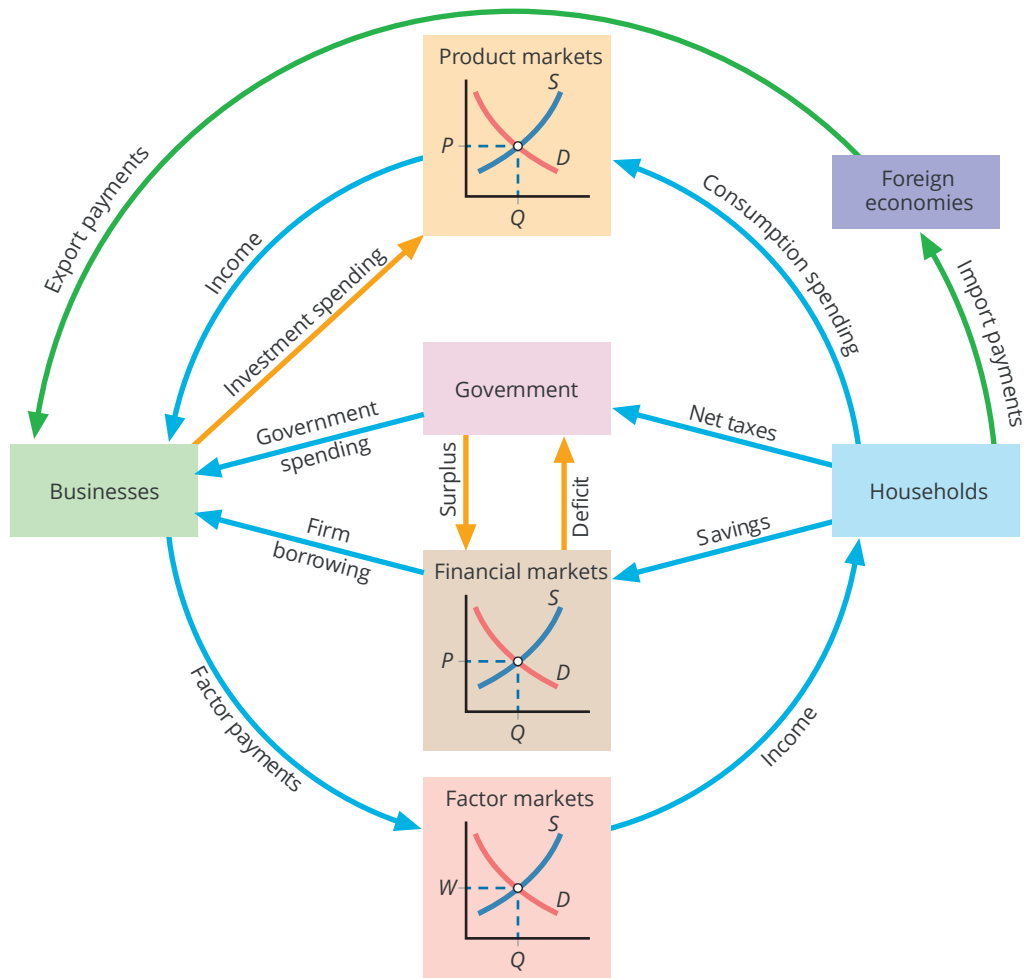 Product markets
S
P
D
Q
Export payments
Income
Investment spending
Consumption spending
Foreign
economies
Import payments
Government
Government
spending
Net taxes
Businesses
Households
Surplus
Deficit
Firm
borrowing
Savings
Financial markets
S
P
D
Q
Factor payments
Income
Factor markets
S
W
D
Q